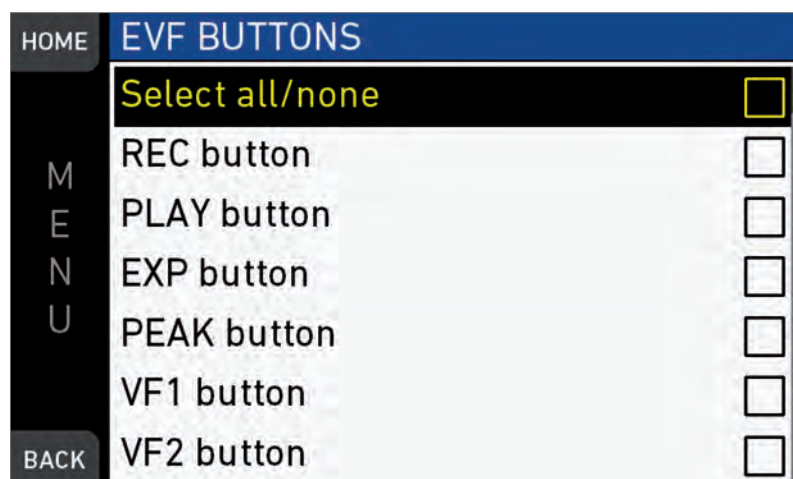 HOME
EVF BUTTONS
Select all/none
REC button
PLAY button
EXP button
PEAK button
VF1 button
VF2 button
MENU
BACK